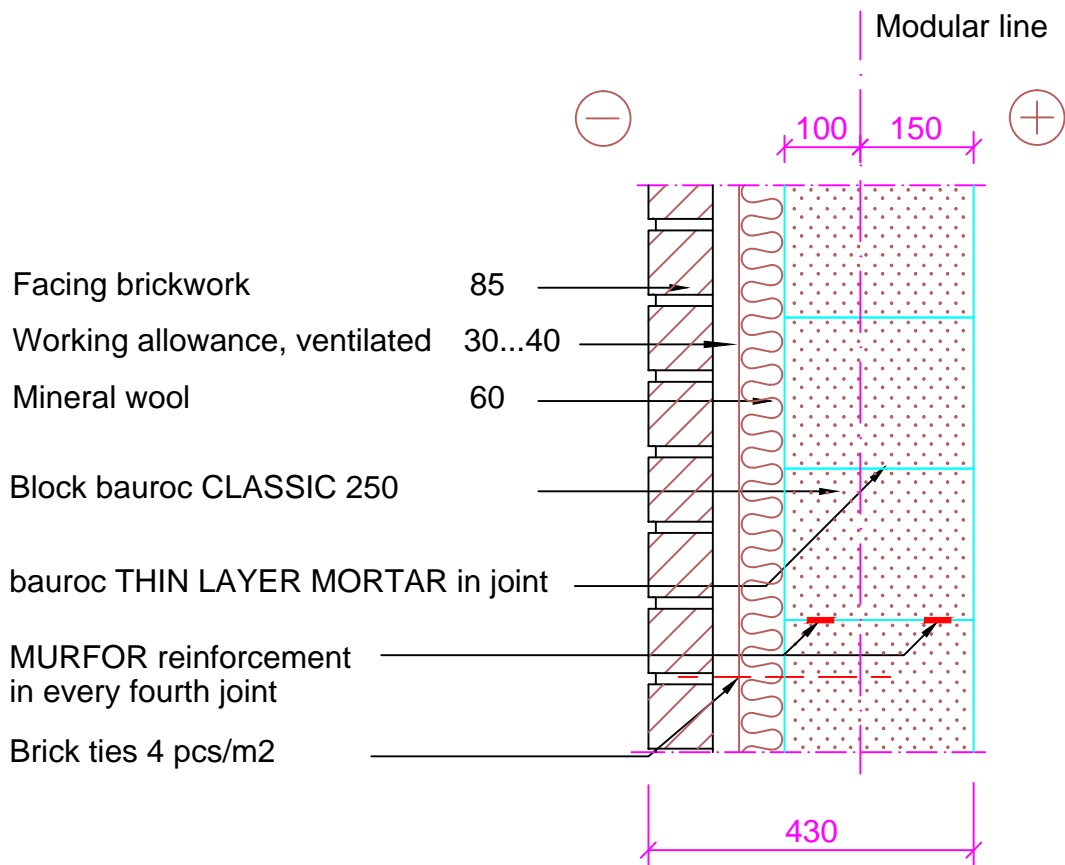 Modular line
100 150
Facing brickwork 85
Working allowance, ventilated 30...40
Mineral wool 60
Block bauroc CLASSIC 250
bauroc THIN LAYER MORTAR in joint
MURFOR reinforcement
in every fourth joint
Brick ties 4 pcs/m2
430